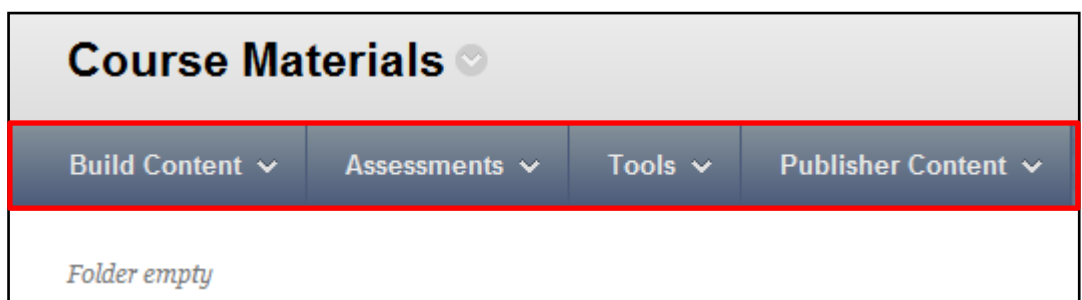 Course Materials
Build Content Assessments Tools Publisher Content
Folder empty